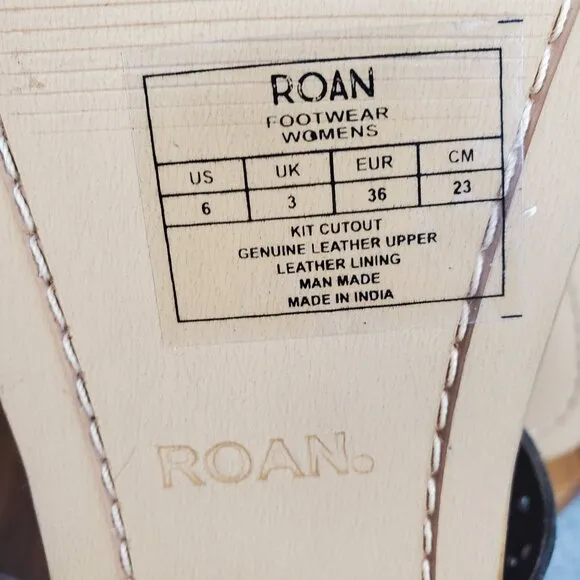 ROAN
FOOTWEAR
WOMENS
US UK EUR CM
6 3 36 23
KIT CUTOUT
GENUINE LEATHER UPPER
LEATHER LINING
MAN MADE
MADE IN INDIA
ROAN.